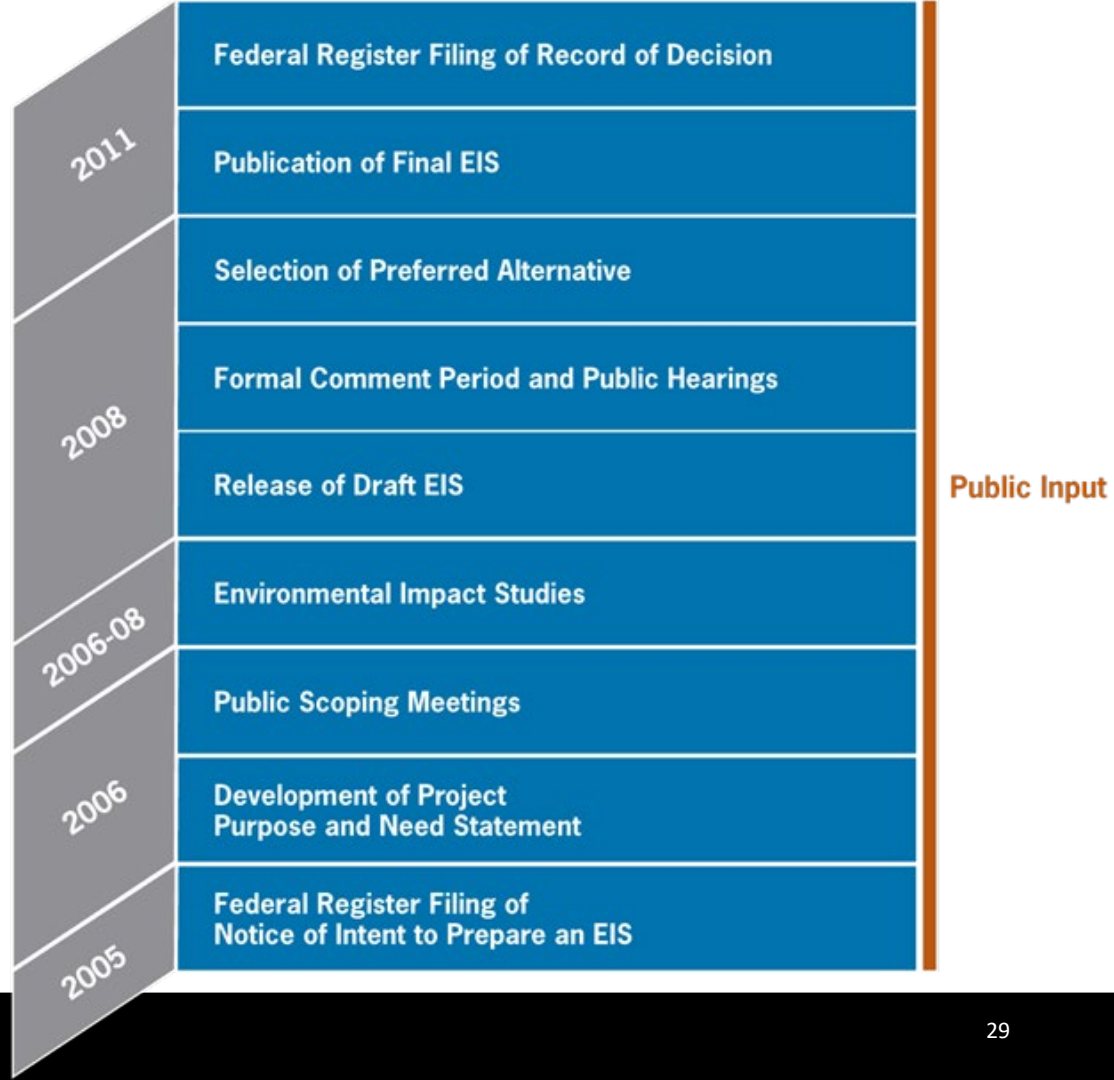 2011
Federal Register Filing of Record of Decision
Publication of Final EIS
2008
Selection of Preferred Alternative
Formal Comment Period and Public Hearings
Release of Draft EIS
2006-08
Environmental Impact Studies
2006
Public Scoping Meetings
Development of Project
Purpose and Need Statement
2005
Federal Register Filing of
Notice of Intent to Prepare an EIS
Public Input
29